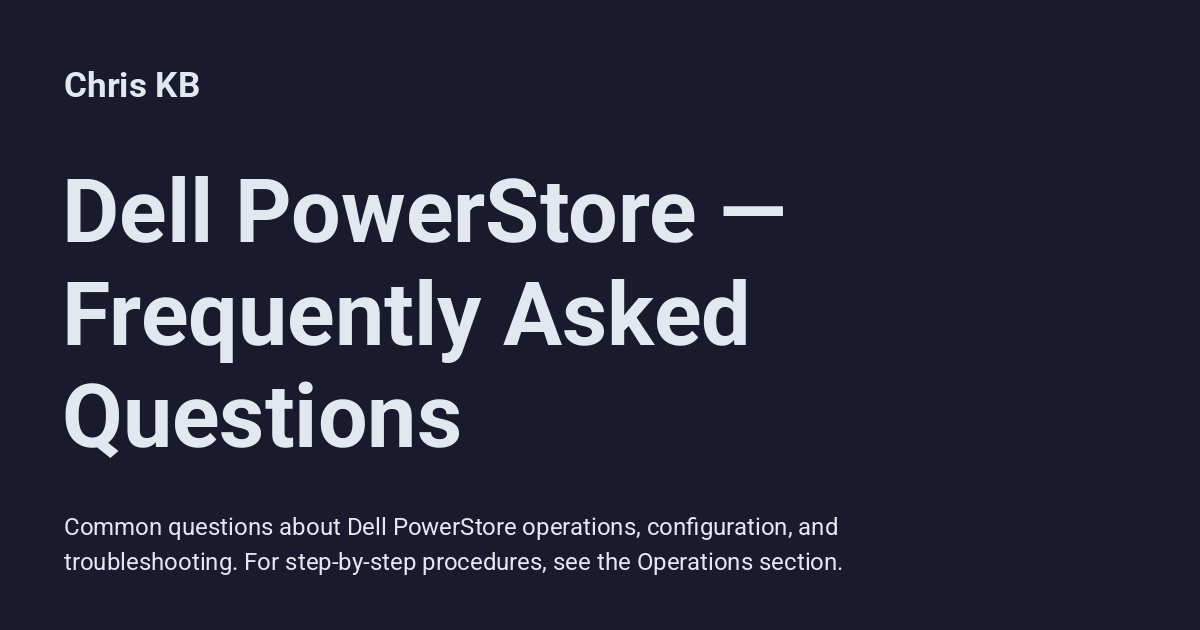 Chris KB
Dell PowerStore —
Frequently Asked
Questions
Common questions about Dell PowerStore operations, configuration, and
troubleshooting. For step-by-step procedures, see the Operations section.